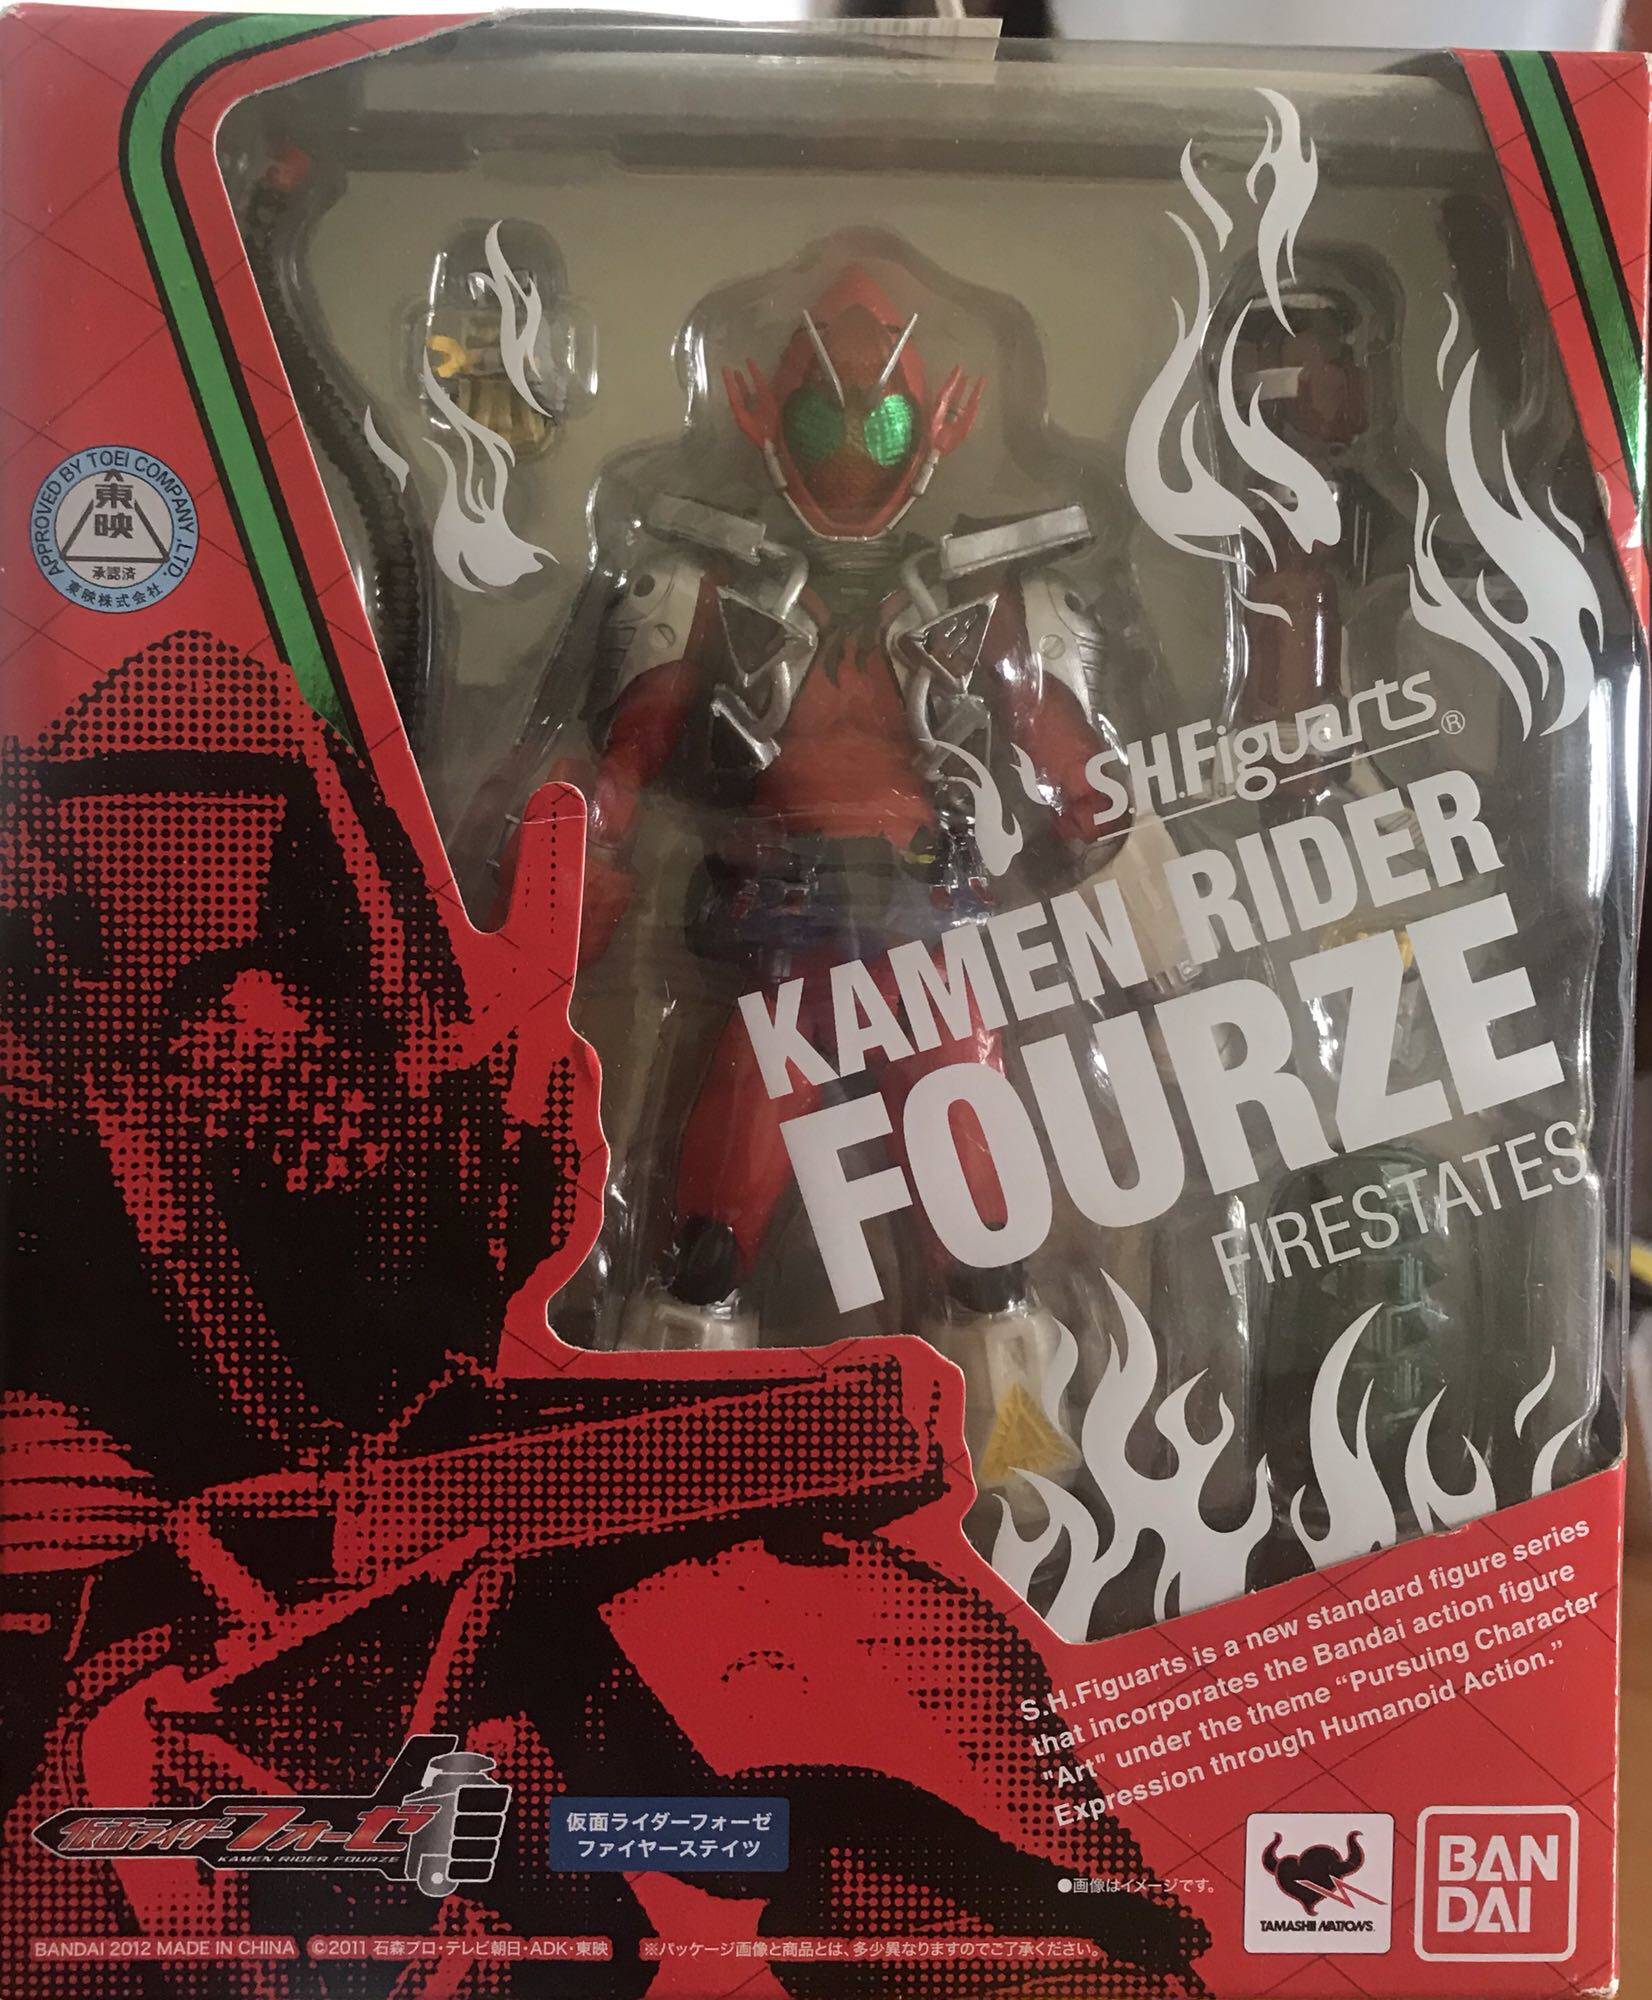 APPROVED BY TOEI COMPANY, LTD.
東映
承認済
東映株式会社
S.H.Figuarts®
KAMEN RIDER
FOURZE
FIRESTATES
S.H.Figuarts is a new standard figure series
that incorporates the Bandai action figure
"Art" under the theme “Pursuing Character
Expression through Humanoid Action.”
仮面ライダーフォーゼ
KAMEN RIDER FOURZE
仮面ライダーフォーゼ
ファイヤーステイツ
●画像はイメージです。
TAMASHII NATIONS
BAN
DAI
BANDAI 2012 MADE IN CHINA ©2011 石森プロ・テレビ朝日・ADK・東映 ※パッケージ画像と商品とは、多少異なりますのでご了承ください。